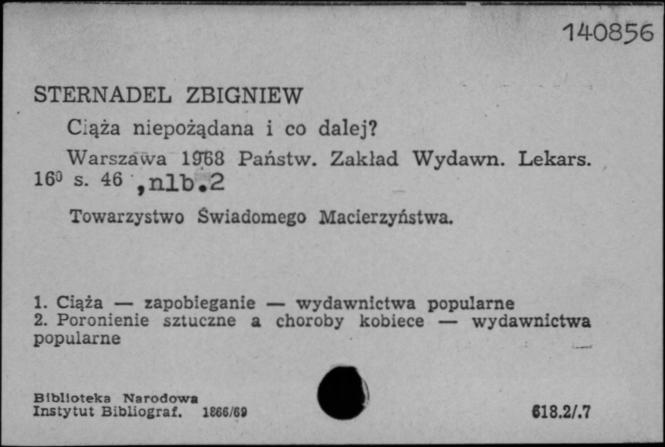 140856
STERNADEL ZBIGNIEW
Ciąża niepożądana i co dalej?
Warszawa 1968 Państw. Zakład Wydawn. Lekars.
16⁰ s. 46 ,nlb.2
Towarzystwo Świadomego Macierzyństwa.
1. Ciąża — zapobieganie — wydawnictwa popularne
2. Poronienie sztuczne a choroby kobiece — wydawnictwa
popularne
Biblioteka Narodowa
Instytut Bibliograf. 1866/69
618.2/.7